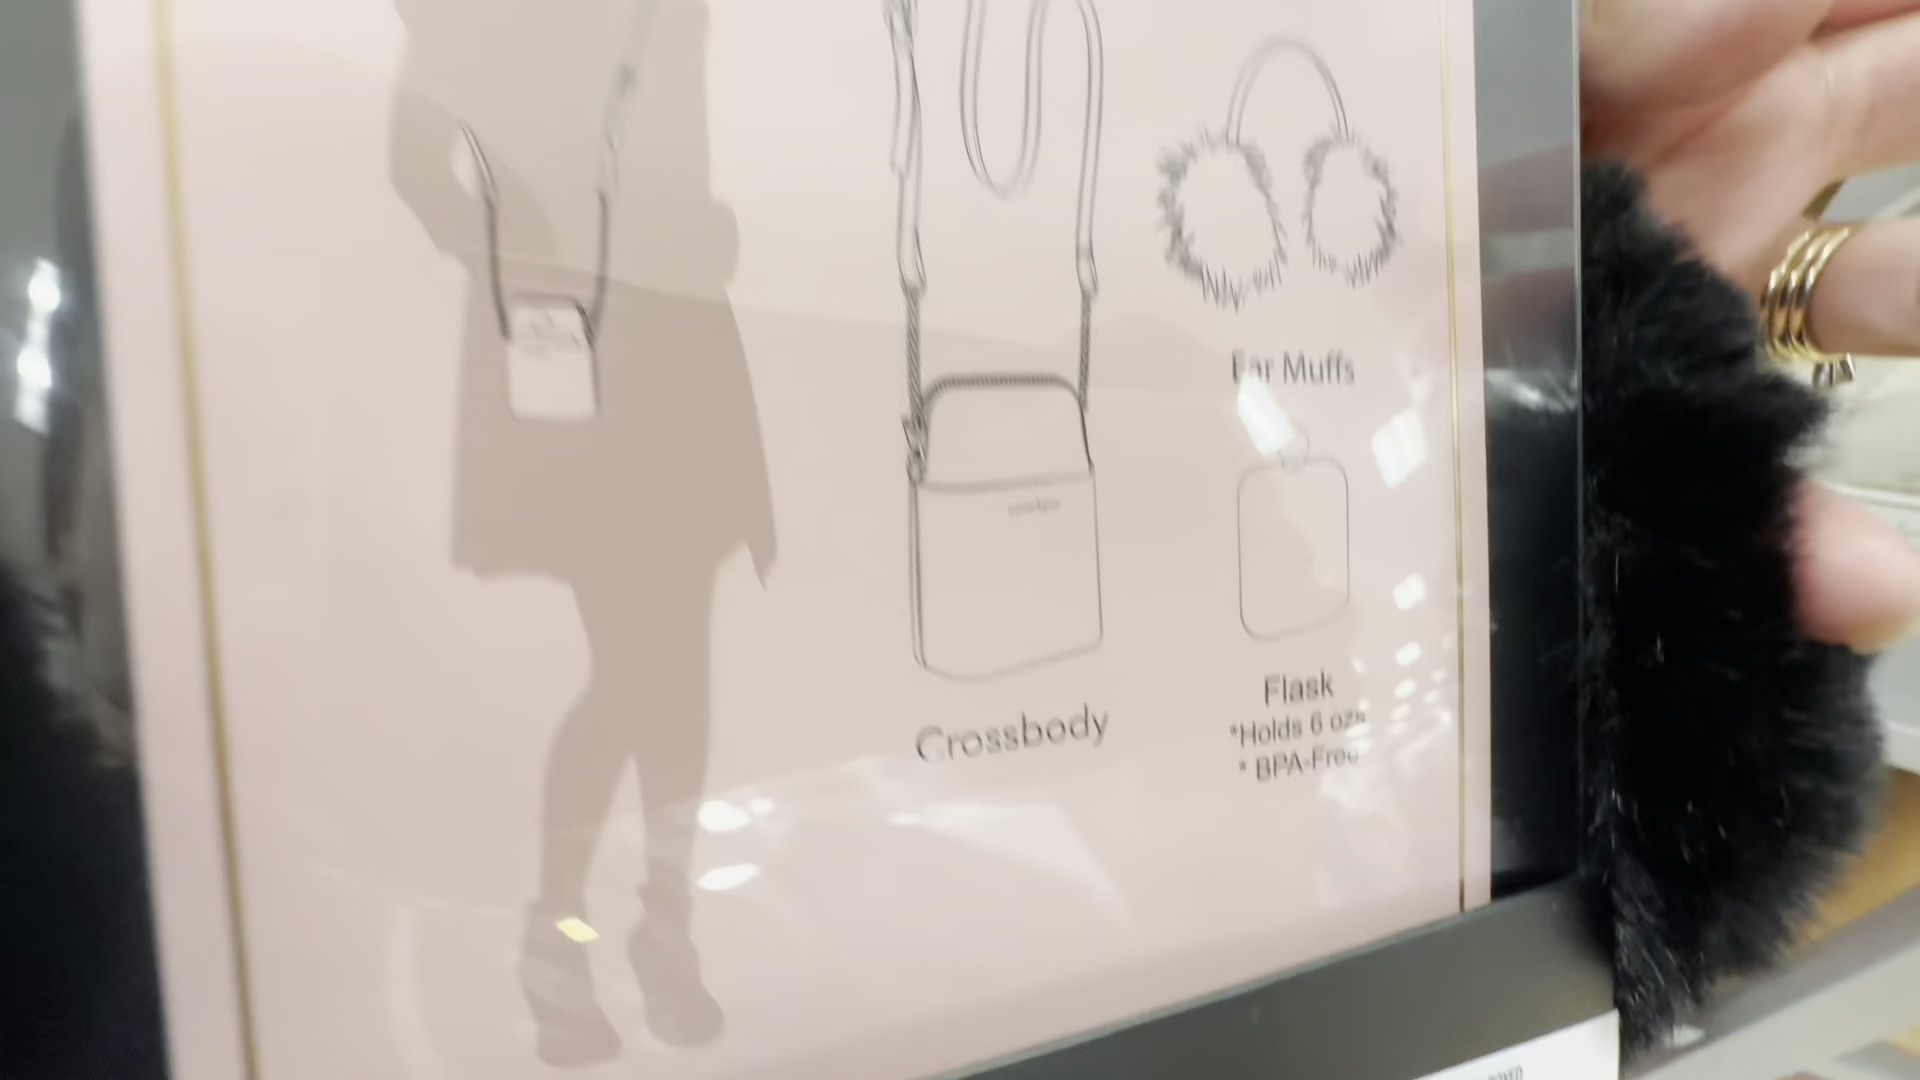 Ear Muffs
Crossbody
Flask
*Holds 6 ozs
* BPA-Free